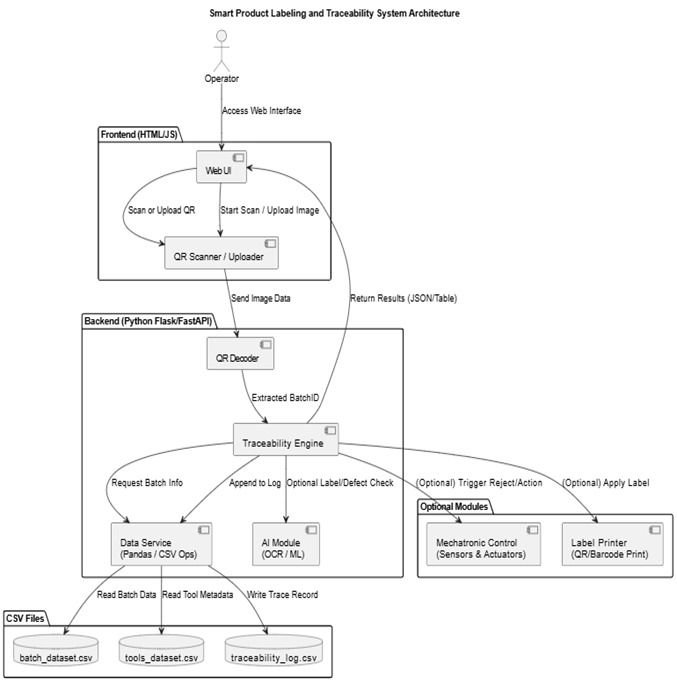 Smart Product Labeling and Traceability System Architecture
Operator
Access Web Interface
Frontend (HTML/JS)
Web UI
Scan or Upload QR
Start Scan / Upload Image
QR Scanner / Uploader
Send Image Data
Return Results (JSON/Table)
Backend (Python Flask/FastAPI)
QR Decoder
Extracted BatchID
Traceability Engine
Request Batch Info
Append to Log
Optional Label/Defect Check
(Optional) Trigger Reject/Action
(Optional) Apply Label
Optional Modules
Data Service
(Pandas / CSV Ops)
AI Module
(OCR / ML)
Mechatronic Control
(Sensors & Actuators)
Label Printer
(QR/Barcode Print)
Read Batch Data
Read Tool Metadata
Write Trace Record
CSV Files
batch_dataset.csv
tools_dataset.csv
traceability_log.csv